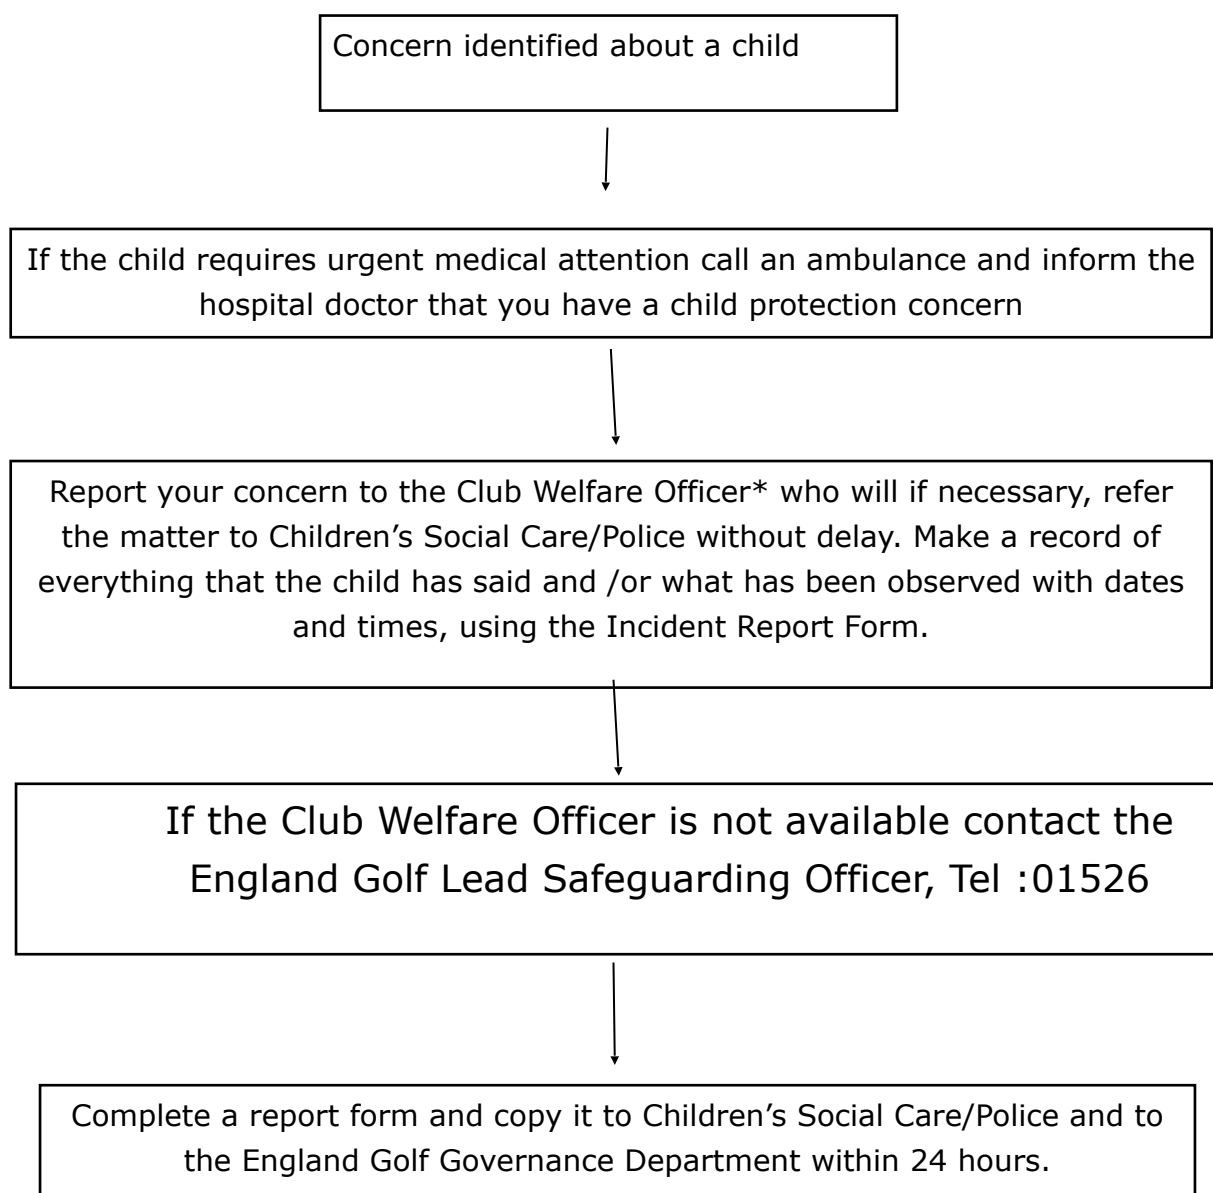 Concern identified about a child
If the child requires urgent medical attention call an ambulance and inform the
hospital doctor that you have a child protection concern
Report your concern to the Club Welfare Officer* who will if necessary, refer
the matter to Children’s Social Care/Police without delay. Make a record of
everything that the child has said and /or what has been observed with dates
and times, using the Incident Report Form.
If the Club Welfare Officer is not available contact the
England Golf Lead Safeguarding Officer, Tel :01526
Complete a report form and copy it to Children’s Social Care/Police and to
the England Golf Governance Department within 24 hours.